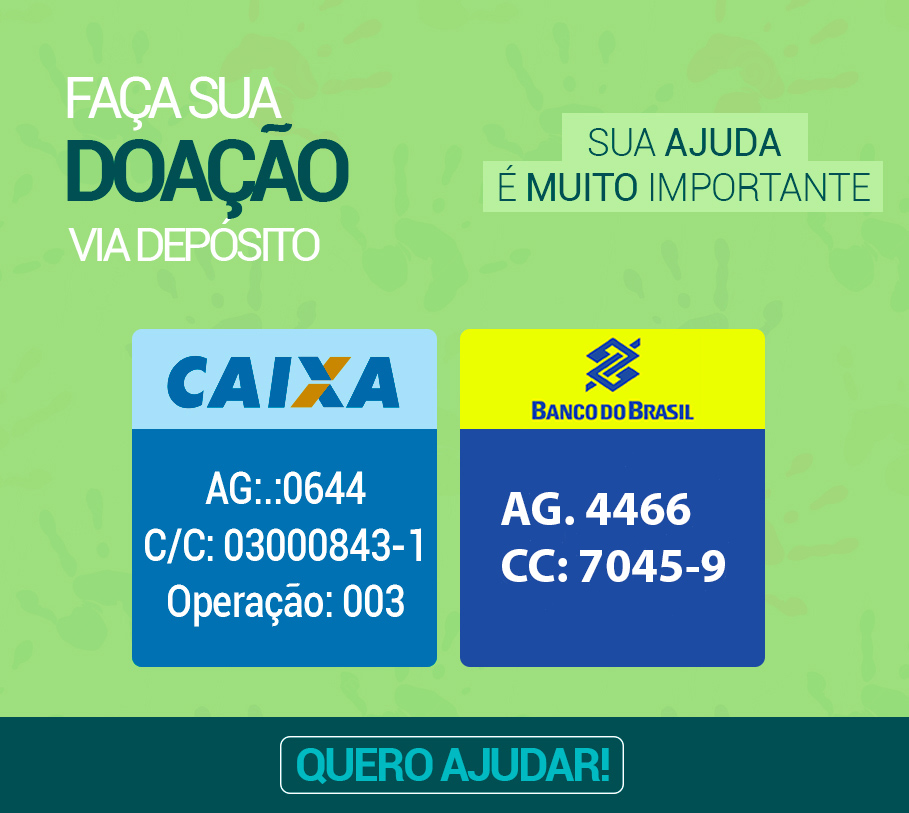 FAÇA SUA
DOAÇÃO
VIA DEPÓSITO
SUA AJUDA
É MUITO IMPORTANTE
CAIXA
AG:.:0644
C/C: 03000843-1
Operação: 003
BANCO DO BRASIL
AG. 4466
CC: 7045-9
QUERO AJUDAR!